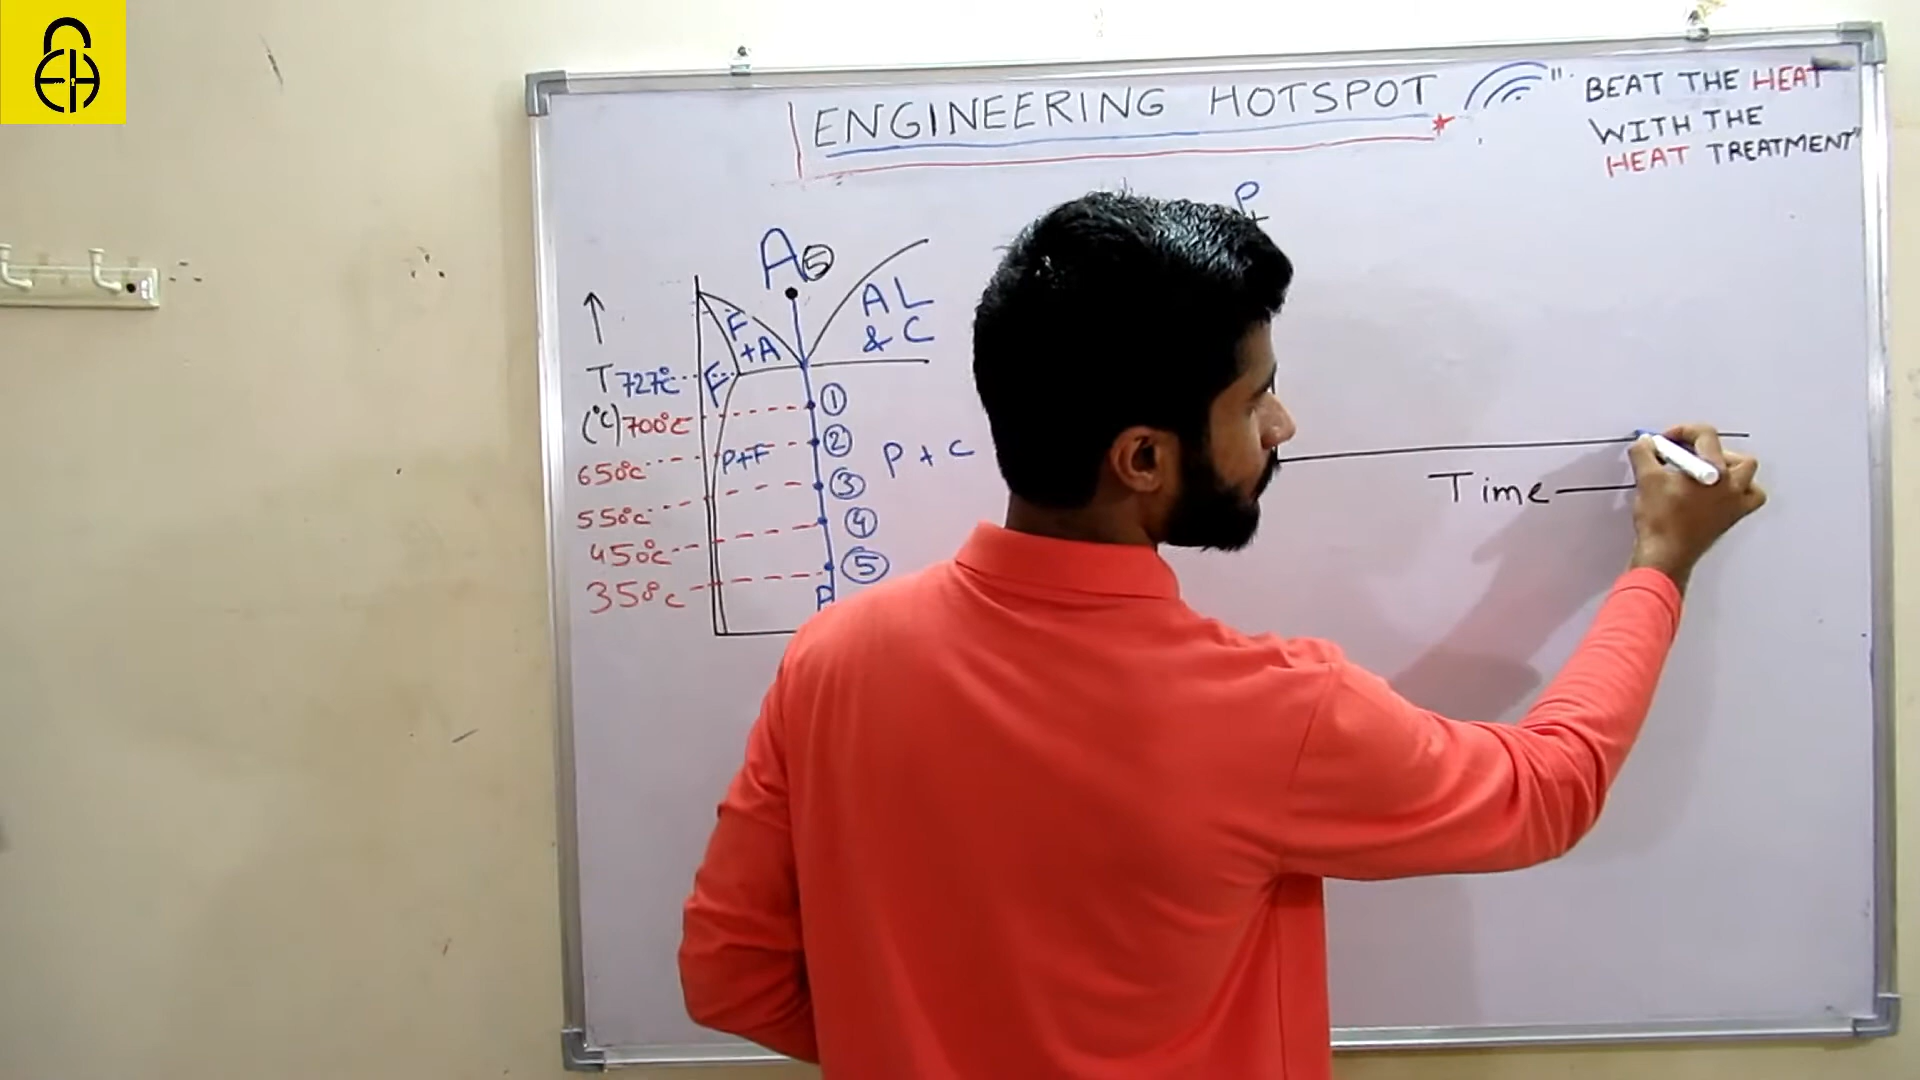 ENGINEERING HOTSPOT
" BEAT THE HEAT
WITH THE
HEAT TREATMENT"
P
+
A 5
A L
& C
F
+A
T 727°C
F
(°C) 700°C
1
650°C
P+F
2
P + C
550°C
3
450°C
4
350°C
5
P
Time